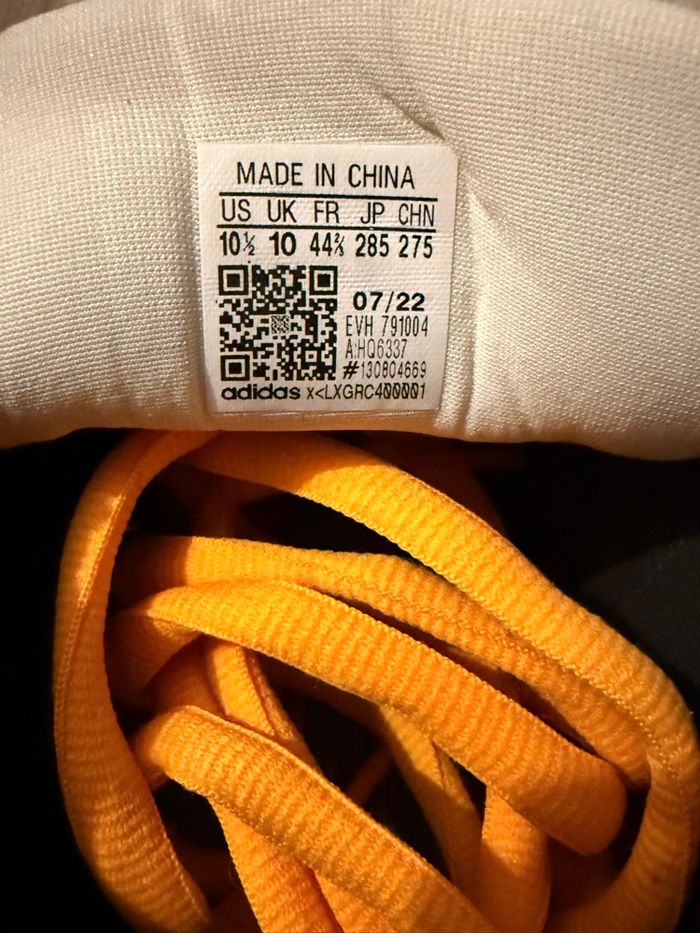 MADE IN CHINA
US UK FR JP CHN
10½ 10 44⅔ 285 275
07/22
EVH 791004
A:HQ6337
#130804669
adidas x<LXGRC400001